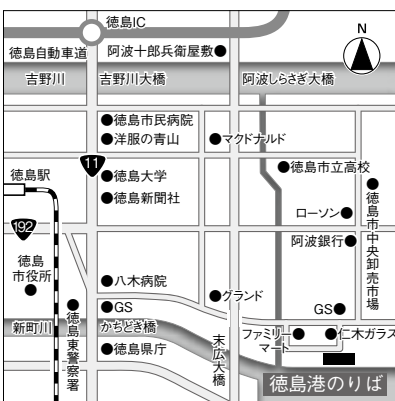 徳島IC
N
徳島自動車道
阿波十郎兵衛屋敷
吉野川
吉野川大橋
阿波しらさぎ大橋
徳島市民病院
洋服の青山
マクドナルド
11
徳島駅
徳島大学
徳島市立高校
徳島新聞社
192
ローソン
徳島市中央卸売市場
阿波銀行
徳島
市役所
八木病院
グランド
GS
GS
新町川
かちどき橋
徳島東警察署
徳島県庁
末広大橋
ファミリー
マート
仁木ガラス
徳島港のりば